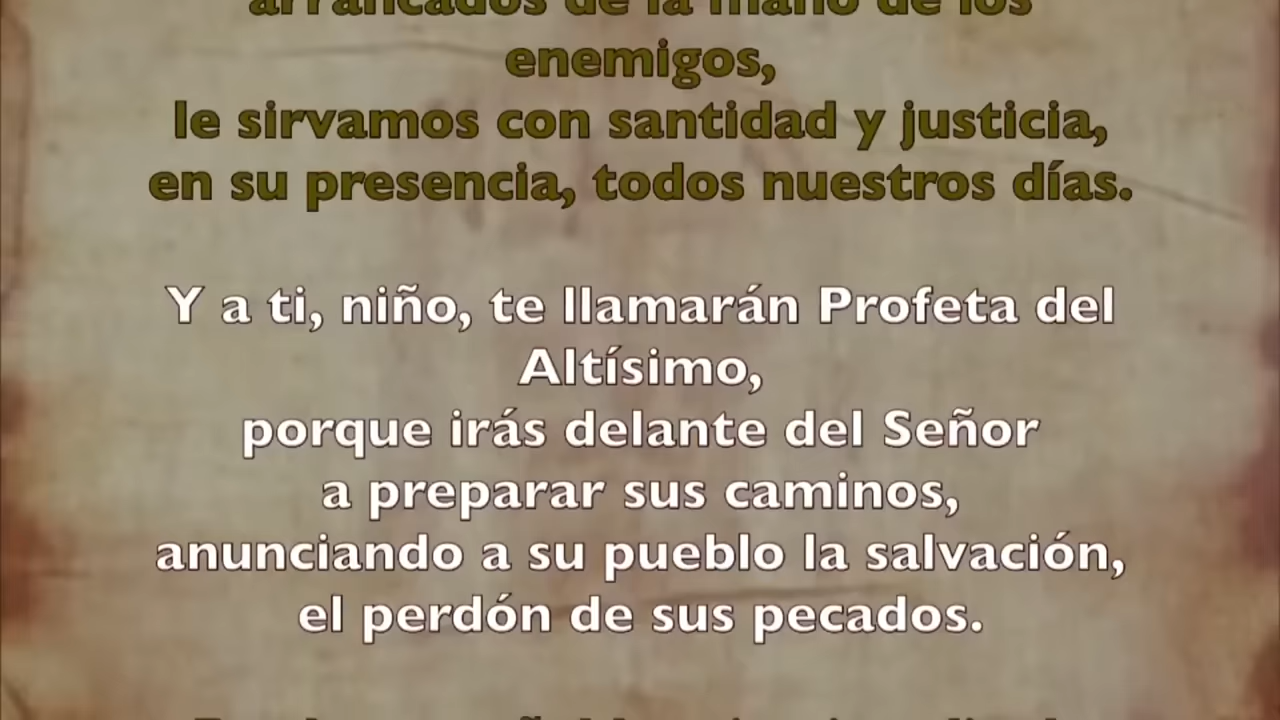 arrancados de la mano de los
enemigos,
le sirvamos con santidad y justicia,
en su presencia, todos nuestros días.
Y a ti, niño, te llamarán Profeta del
Altísimo,
porque irás delante del Señor
a preparar sus caminos,
anunciando a su pueblo la salvación,
el perdón de sus pecados.